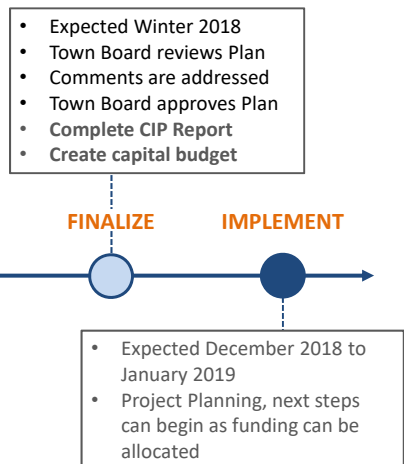 • Expected Winter 2018
• Town Board reviews Plan
• Comments are addressed
• Town Board approves Plan
• Complete CIP Report
• Create capital budget
FINALIZE IMPLEMENT
• Expected December 2018 to
January 2019
• Project Planning, next steps
can begin as funding can be
allocated